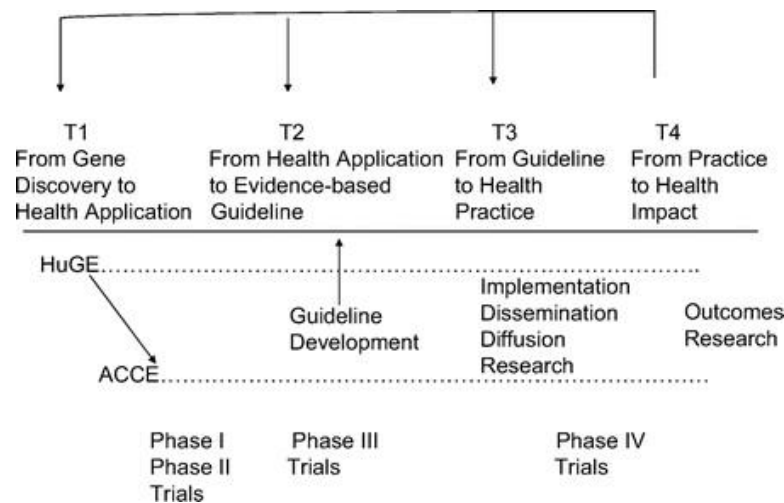 T1
From Gene
Discovery to
Health Application
T2
From Health Application
to Evidence-based
Guideline
T3
From Guideline
to Health
Practice
T4
From Practice
to Health
Impact
HuGE
Guideline
Development
Implementation
Dissemination
Diffusion
Research
Outcomes
Research
ACCE
Phase I
Phase II
Trials
Phase III
Trials
Phase IV
Trials